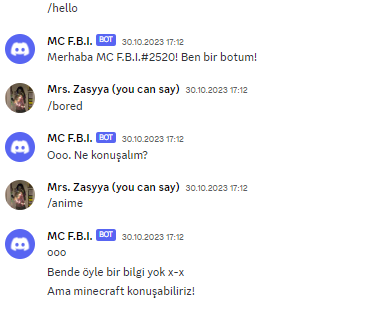 /hello
MC F.B.I. BOT 30.10.2023 17:12
Merhaba MC F.B.I.#2520! Ben bir botum!
Mrs. Zasyya (you can say) 30.10.2023 17:12
/bored
MC F.B.I. BOT 30.10.2023 17:12
Ooo. Ne konuşalım?
Mrs. Zasyya (you can say) 30.10.2023 17:12
/anime
MC F.B.I. BOT 30.10.2023 17:12
ooo
Bende öyle bir bilgi yok x-x
Ama minecraft konuşabiliriz!